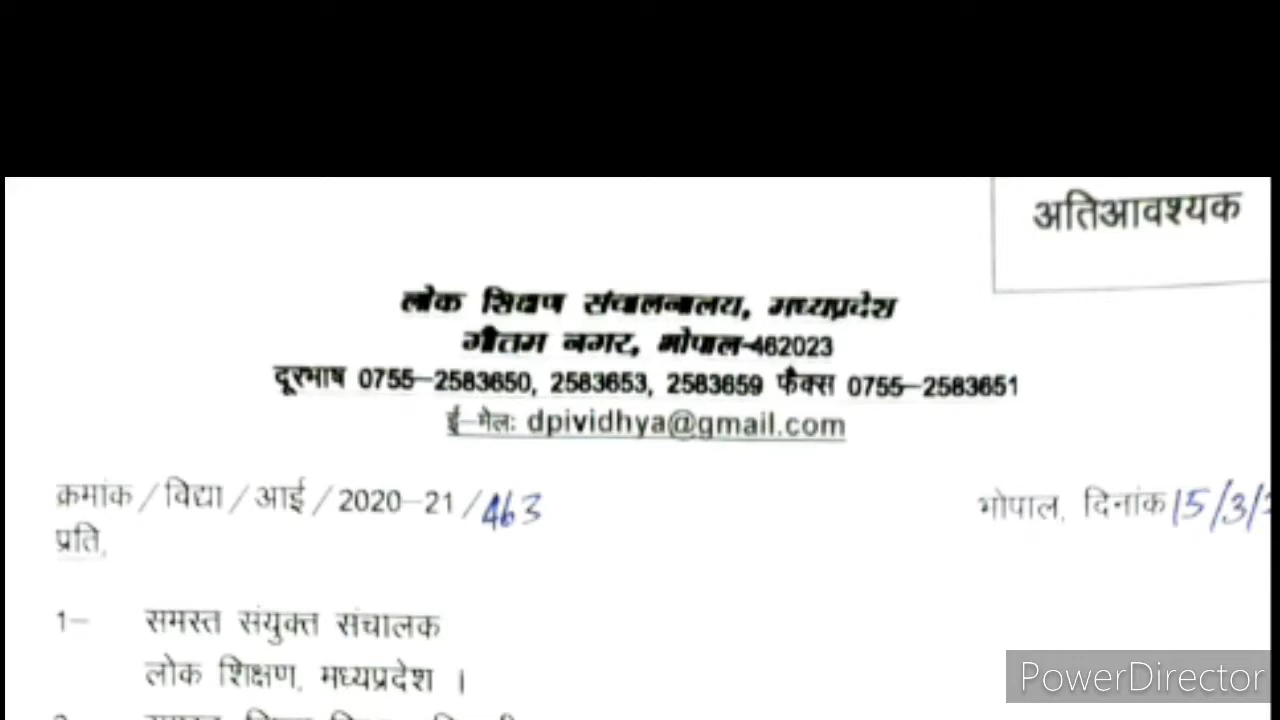 अतिआवश्यक
लोक शिक्षण संचालनालय, मध्यप्रदेश
गौतम नगर, भोपाल-462023
दूरभाष 0755-2583650, 2583653, 2583659 फैक्स 0755-2583651
ई-मेलः dpividhya@gmail.com
क्रमांक/विद्या/आई/2020-21/463
भोपाल, दिनांक 15/3/
प्रति,
1- समस्त संयुक्त संचालक
लोक शिक्षण, मध्यप्रदेश ।
PowerDirector